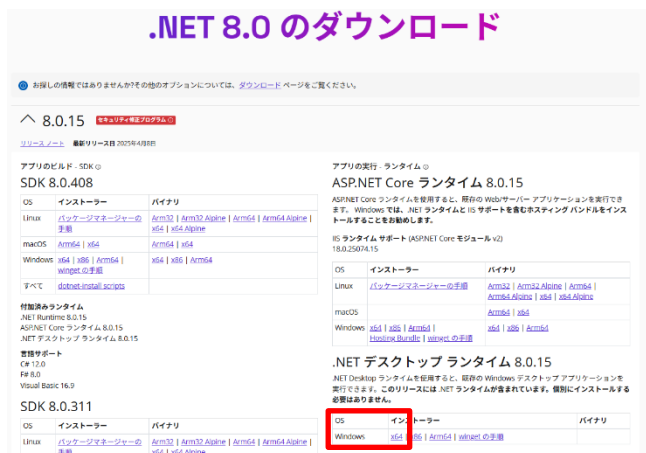 .NET 8.0 のダウンロード
お探しの情報ではありませんか?その他のオプションについては、ダウンロード ページをご覧ください。
8.0.15 セキュリティ修正プログラム
リリース ノート 最新リリース日 2025年4月8日
アプリのビルド - SDK
SDK 8.0.408
OS インストーラー バイナリ
Linux パッケージマネージャーの手順 Arm32 | Arm32 Alpine | Arm64 | Arm64 Alpine | x64 | x64 Alpine
macOS Arm64 | x64 Arm64 | x64
Windows x64 | x86 | Arm64 | winget の手順 x64 | x86 | Arm64
すべて dotnet-install scripts
付加済みランタイム
.NET Runtime 8.0.15
ASP.NET Core ランタイム 8.0.15
.NET デスクトップ ランタイム 8.0.15
言語サポート
C# 12.0
F# 8.0
Visual Basic 16.9
SDK 8.0.311
OS インストーラー バイナリ
Linux パッケージマネージャーの手順 Arm32 | Arm32 Alpine | Arm64 | Arm64 Alpine | x64 | x64 Alpine
アプリの実行 - ランタイム
ASP.NET Core ランタイム 8.0.15
ASP.NET Core ランタイムを使用すると、既存の Web/サーバー アプリケーションを実行でき
ます。 Windows では、.NET ランタイムと IIS サポートを含むホスティング バンドルをインス
トールすることをお勧めします。
IIS ランタイム サポート (ASP.NET Core モジュール v2)
18.0.25074.15
OS インストーラー バイナリ
Linux パッケージマネージャーの手順 Arm32 | Arm32 Alpine | Arm64 | Arm64 Alpine | x64 | x64 Alpine
macOS Arm64 | x64
Windows x64 | x86 | Arm64 | Hosting Bundle | winget の手順 x64 | x86 | Arm64
.NET デスクトップ ランタイム 8.0.15
.NET Desktop ランタイムを使用すると、既存の Windows デスクトップ アプリケーションを
実行できます。このリリースには .NET ランタイムが含まれています。個別にインストールする
必要はありません。
OS インストーラー バイナリ
Windows x64 | x86 | Arm64 | winget の手順